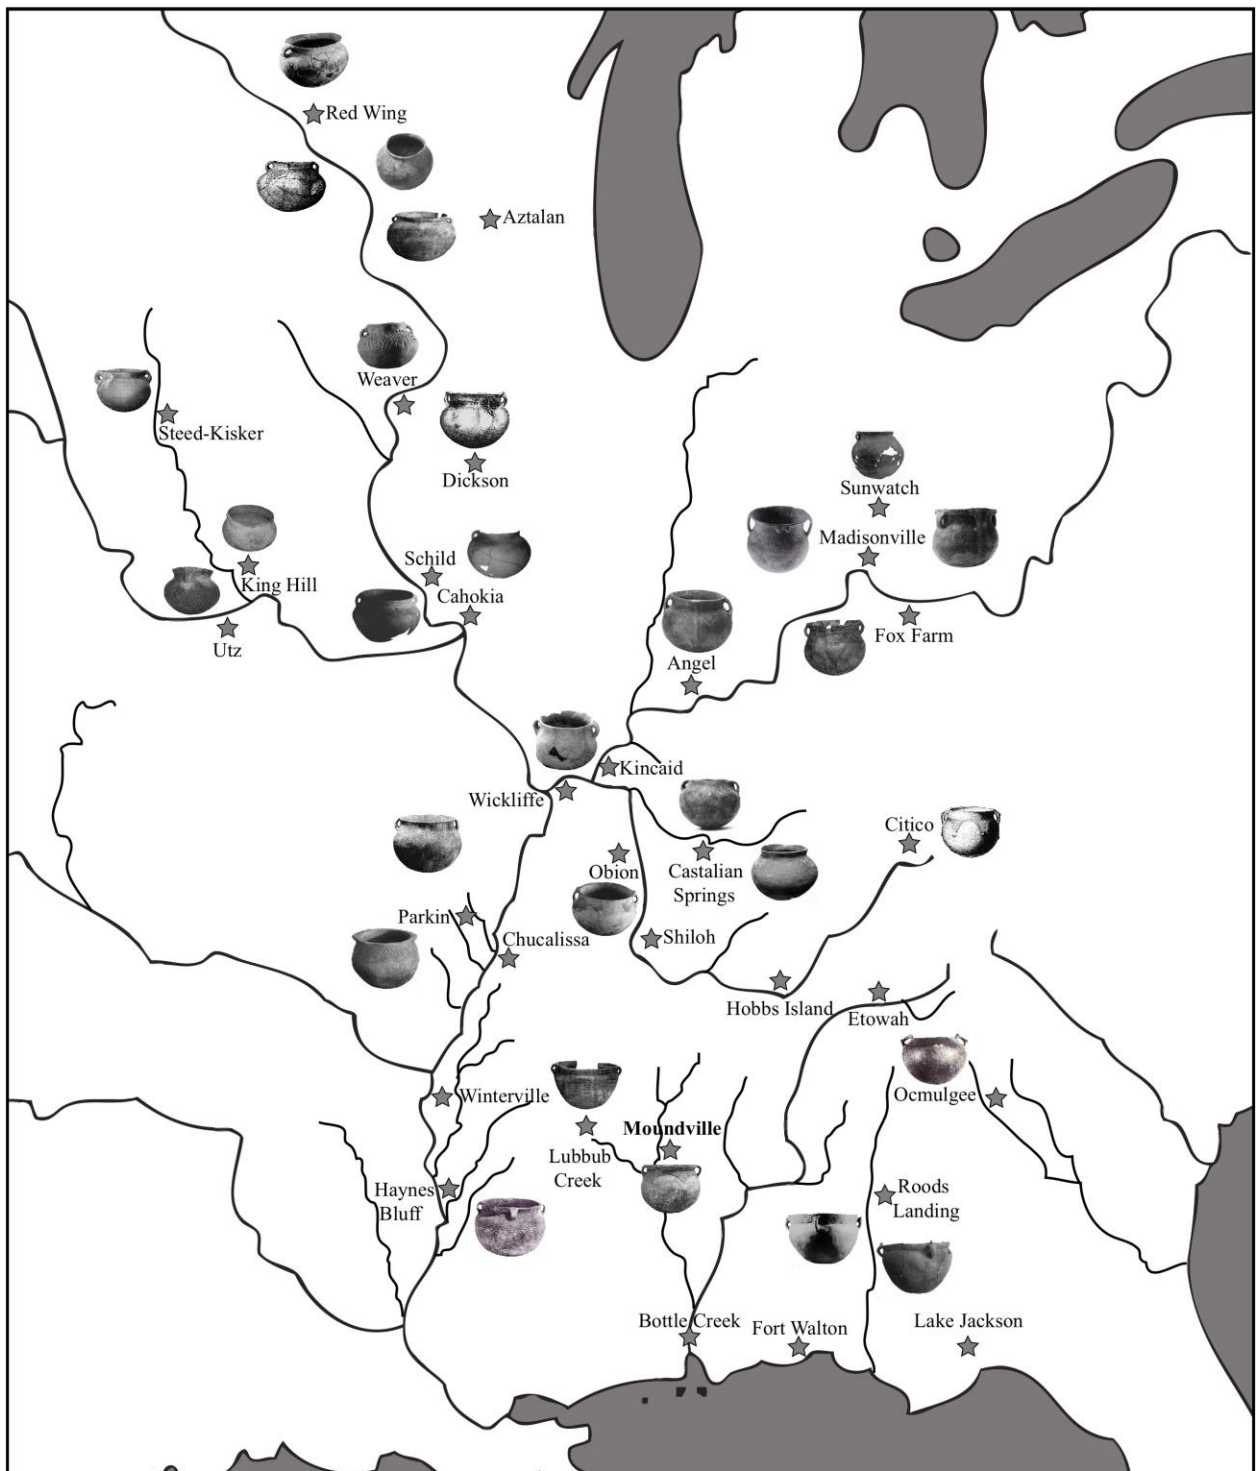 Red Wing
Aztalan
Weaver
Steed-Kisker
Dickson
Sunwatch
Madisonville
Schild
King Hill
Cahokia
Utz
Fox Farm
Angel
Kincaid
Wickliffe
Citico
Obion
Castalian
Springs
Parkin
Chucalissa
Shiloh
Hobbs Island
Etowah
Winterville
Ocmulgee
Moundville
Lubbub
Creek
Haynes
Bluff
Roods
Landing
Bottle Creek
Fort Walton
Lake Jackson